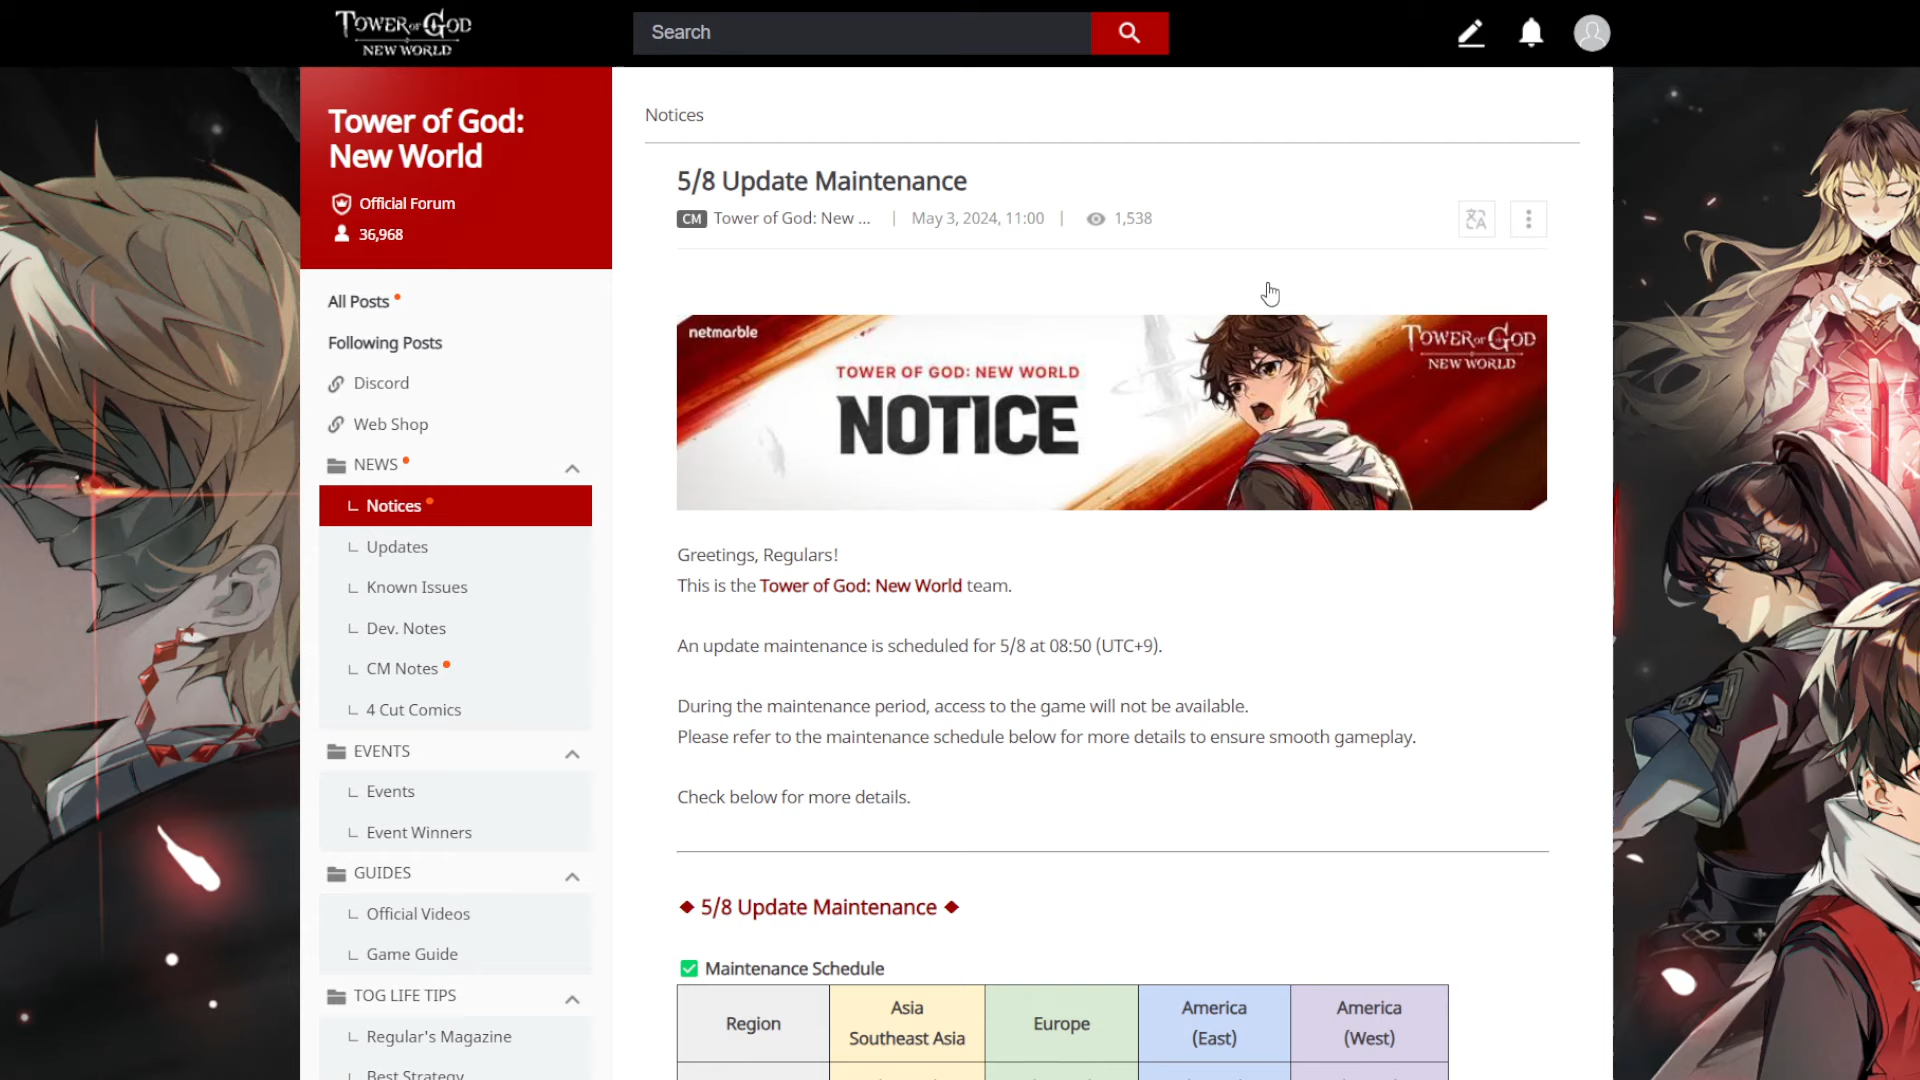 TOWER OF GOD
NEW WORLD
Search
Tower of God:
New World
Official Forum
36,968
All Posts
Following Posts
Discord
Web Shop
NEWS
Notices
Updates
Known Issues
Dev. Notes
CM Notes
4 Cut Comics
EVENTS
Events
Event Winners
GUIDES
Official Videos
Game Guide
TOG LIFE TIPS
Regular's Magazine
Best Strategy
Notices
5/8 Update Maintenance
CM Tower of God: New ... | May 3, 2024, 11:00 | 1,538
netmarble
TOWER OF GOD: NEW WORLD
NOTICE
TOWER OF GOD
NEW WORLD
Greetings, Regulars!
This is the Tower of God: New World team.
An update maintenance is scheduled for 5/8 at 08:50 (UTC+9).
During the maintenance period, access to the game will not be available.
Please refer to the maintenance schedule below for more details to ensure smooth gameplay.
Check below for more details.
◆ 5/8 Update Maintenance ◆
✅ Maintenance Schedule
Region
Asia
Southeast Asia
Europe
America
(East)
America
(West)